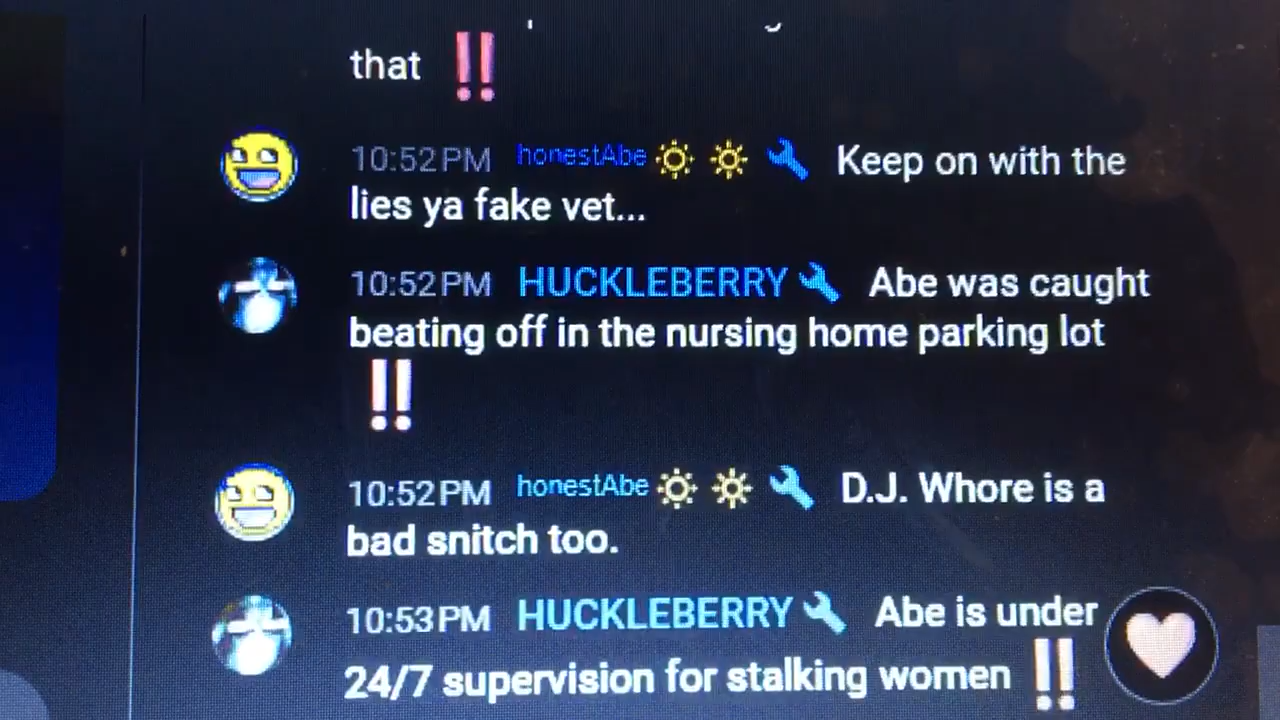 that ‼
10:52 PM honestAbe Keep on with the
lies ya fake vet...
10:52 PM HUCKLEBERRY Abe was caught
beating off in the nursing home parking lot
‼
10:52 PM honestAbe D.J. Whore is a
bad snitch too.
10:53 PM HUCKLEBERRY Abe is under
24/7 supervision for stalking women ‼